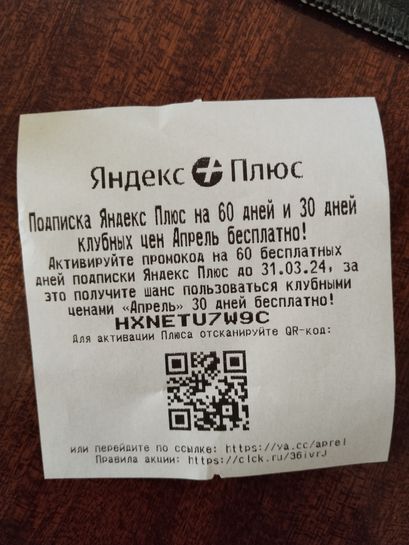 Яндекс Плюс
Подписка Яндекс Плюс на 60 дней и 30 дней
клубных цен Апрель бесплатно!
Активируйте промокод на 60 бесплатных
дней подписки Яндекс Плюс до 31.03.24, за
это получите шанс пользоваться клубными
ценами «Апрель» 30 дней бесплатно!
HXNETU7W9C
Для активации Плюса отсканируйте QR-код:
или перейдите по ссылке: https://ya.cc/aprel
Правила акции: https://clck.ru/36ivrJ